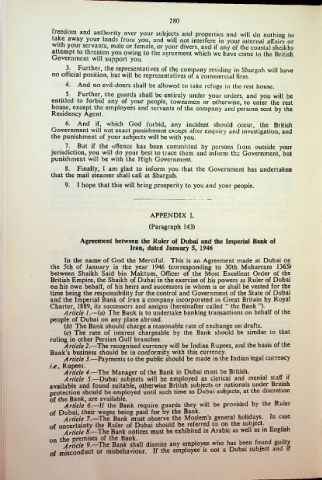 280
freedom and authority over your subjects and properties and will do nothing to
take away your lands from you, and will not interfere in your internal affairs or
with your servants, male or female, or your divers, and if any of the coastal sheikhs
attempt to threaten you owing to the agreement which we have come to the British
Government will support you.
3. Further, the representatives of the company residing in Shargah will have
no official position, but will be representatives of a commercial firm.
4. And no evil-doers shall be allowed to take refuge in the rest house.
5. Further, the guards shall be entirely under your orders, and you will be
entitled to forbid any of your people, townsmen or otherwise, to enter the rest
house, except the employees and servants of the company and persons sent by the
Residency Agent.
6. And if, which God forbid, any incident should occur, the British
Government will not exact punishment except after enquiry and investigation, and
the punishment of your subjects will be with you.
7. But if the offence has been committed by persons from outside your
jurisdiction, you will do your best to trace them and inform the Government, but
punishment will be with the High Government.
8. Finally, I am glad to inform you that the Government has undertaken
that the mail steamer shall call at Shargah.
9. I hope that this will bring prosperity to you and your people.
APPENDIX L
(Paragraph 143)
Agreement between the Ruler of Dubai and the Imperial Bank of
Iran, dated January 5, 1946
In the name of God the Merciful. This is an Agreement made at Dubai on
the 5th of January in the year 1946 (corresponding to 30th Muharram 1365)
between Shaikh Said bin Maktum, Officer of the Most Excellent Order of the
British Empire, the Shaikh of Dubai in the exercise of his powers as Ruler of Dubai
on his own behalf, of his heirs and successors in whom is or shall be vested for the
time being the responsibility for the control and Government of the State of Dubai
and the Imperial Bank of Iran a company incorporated in Great Britain by Royal
Charter, 1889, its successors and assigns (hereinafter called " the Bank ").
Article 1.—(a) The Bank is to undertake banking transactions on behalf of the
people of Dubai on any place abroad.
(b) The Bank should charge a reasonable rate of exchange on drafts.
(c) The rate of interest chargeable by the Bank should be similar to that
ruling in other Persian Gulf branches.
Article 2.—The recognised currency will be Indian Rupees, and the basis of the
Bank's business should be in conformity with this currency.
Article 3.—Payments to the public should be made in the Indian legal currency
i.e., Rupees.
Article 4.—The Manager of the Bank in Dubai must be British.
Article 5.—Dubai subjects will be employed as clerical and menial staff if
available and found suitable, otherwise British subjects or nationals under British
protection should be employed until such time as Dubai subjects, at the discretion
of the Bank, are available.
Article 6.—If the Bank require guards they will be provided by the Ruler
of Dubai, their wages being paid for by the Bank.
Article 7.—The Bank must observe the Moslem's general holidays. In case
of uncertainty the Ruler of Dubai should be referred to on the subject.
Article 8.—The Bank notices must be exhibited in Arabic as well as in English
on the premises of the Bank.
Article 9.—The Bank shall dismiss any employee who has been found guilty
of misconduct or misbehaviour. If the employee is not a Dubai subject and if